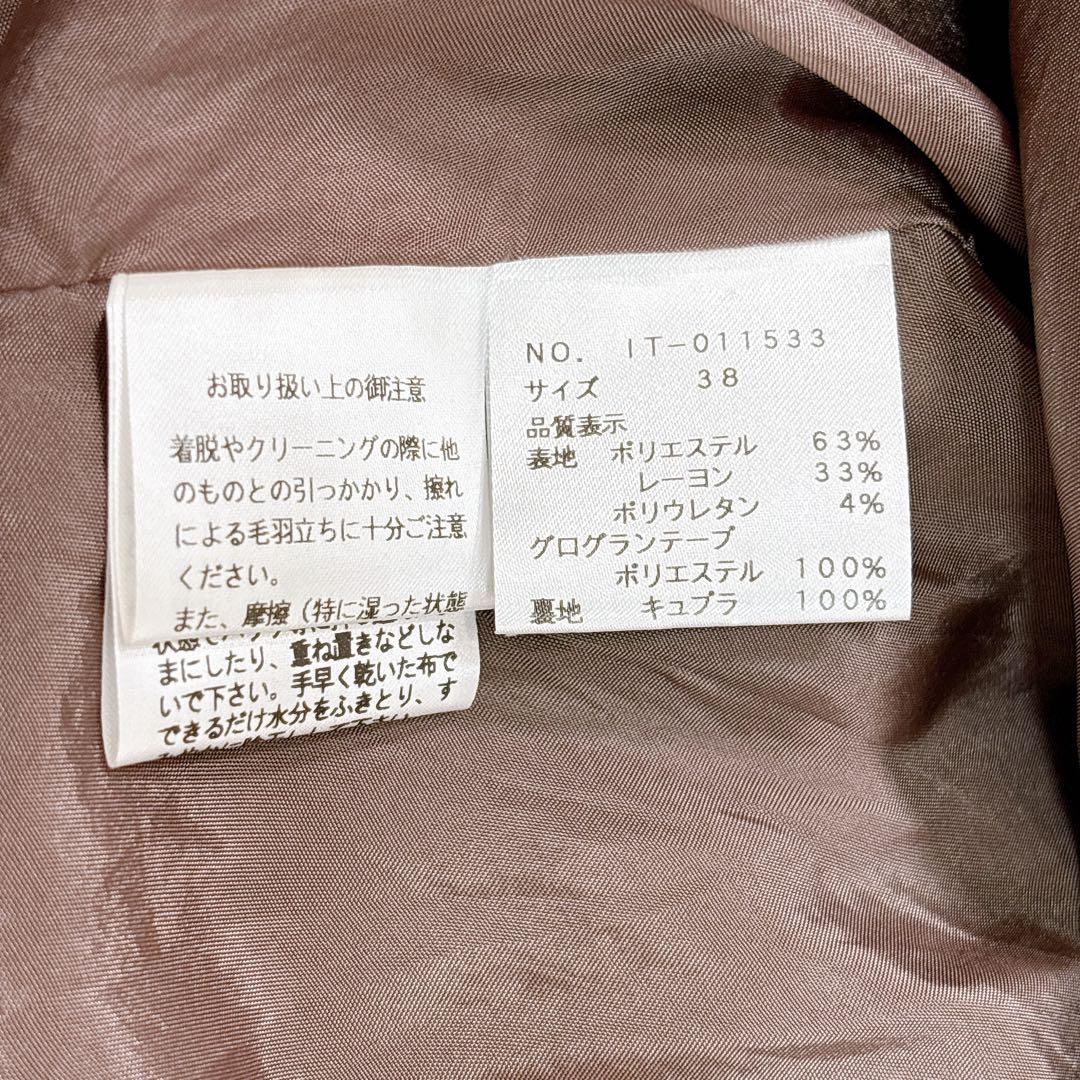 お取り扱い上の御注意
着脱やクリーニングの際に他
のものとの引っかかり、擦れ
による毛羽立ちに十分ご注意
ください。
また、摩擦（特に湿った状態
まにしたり、重ね置きなどしな
いで下さい。手早く乾いた布で
できるだけ水分をふきとり、す
NO. IT-011533
サイズ 38
品質表示
表地 ポリエステル 63%
レーヨン 33%
ポリウレタン 4%
グログランテープ
ポリエステル 100%
裏地 キュプラ 100%